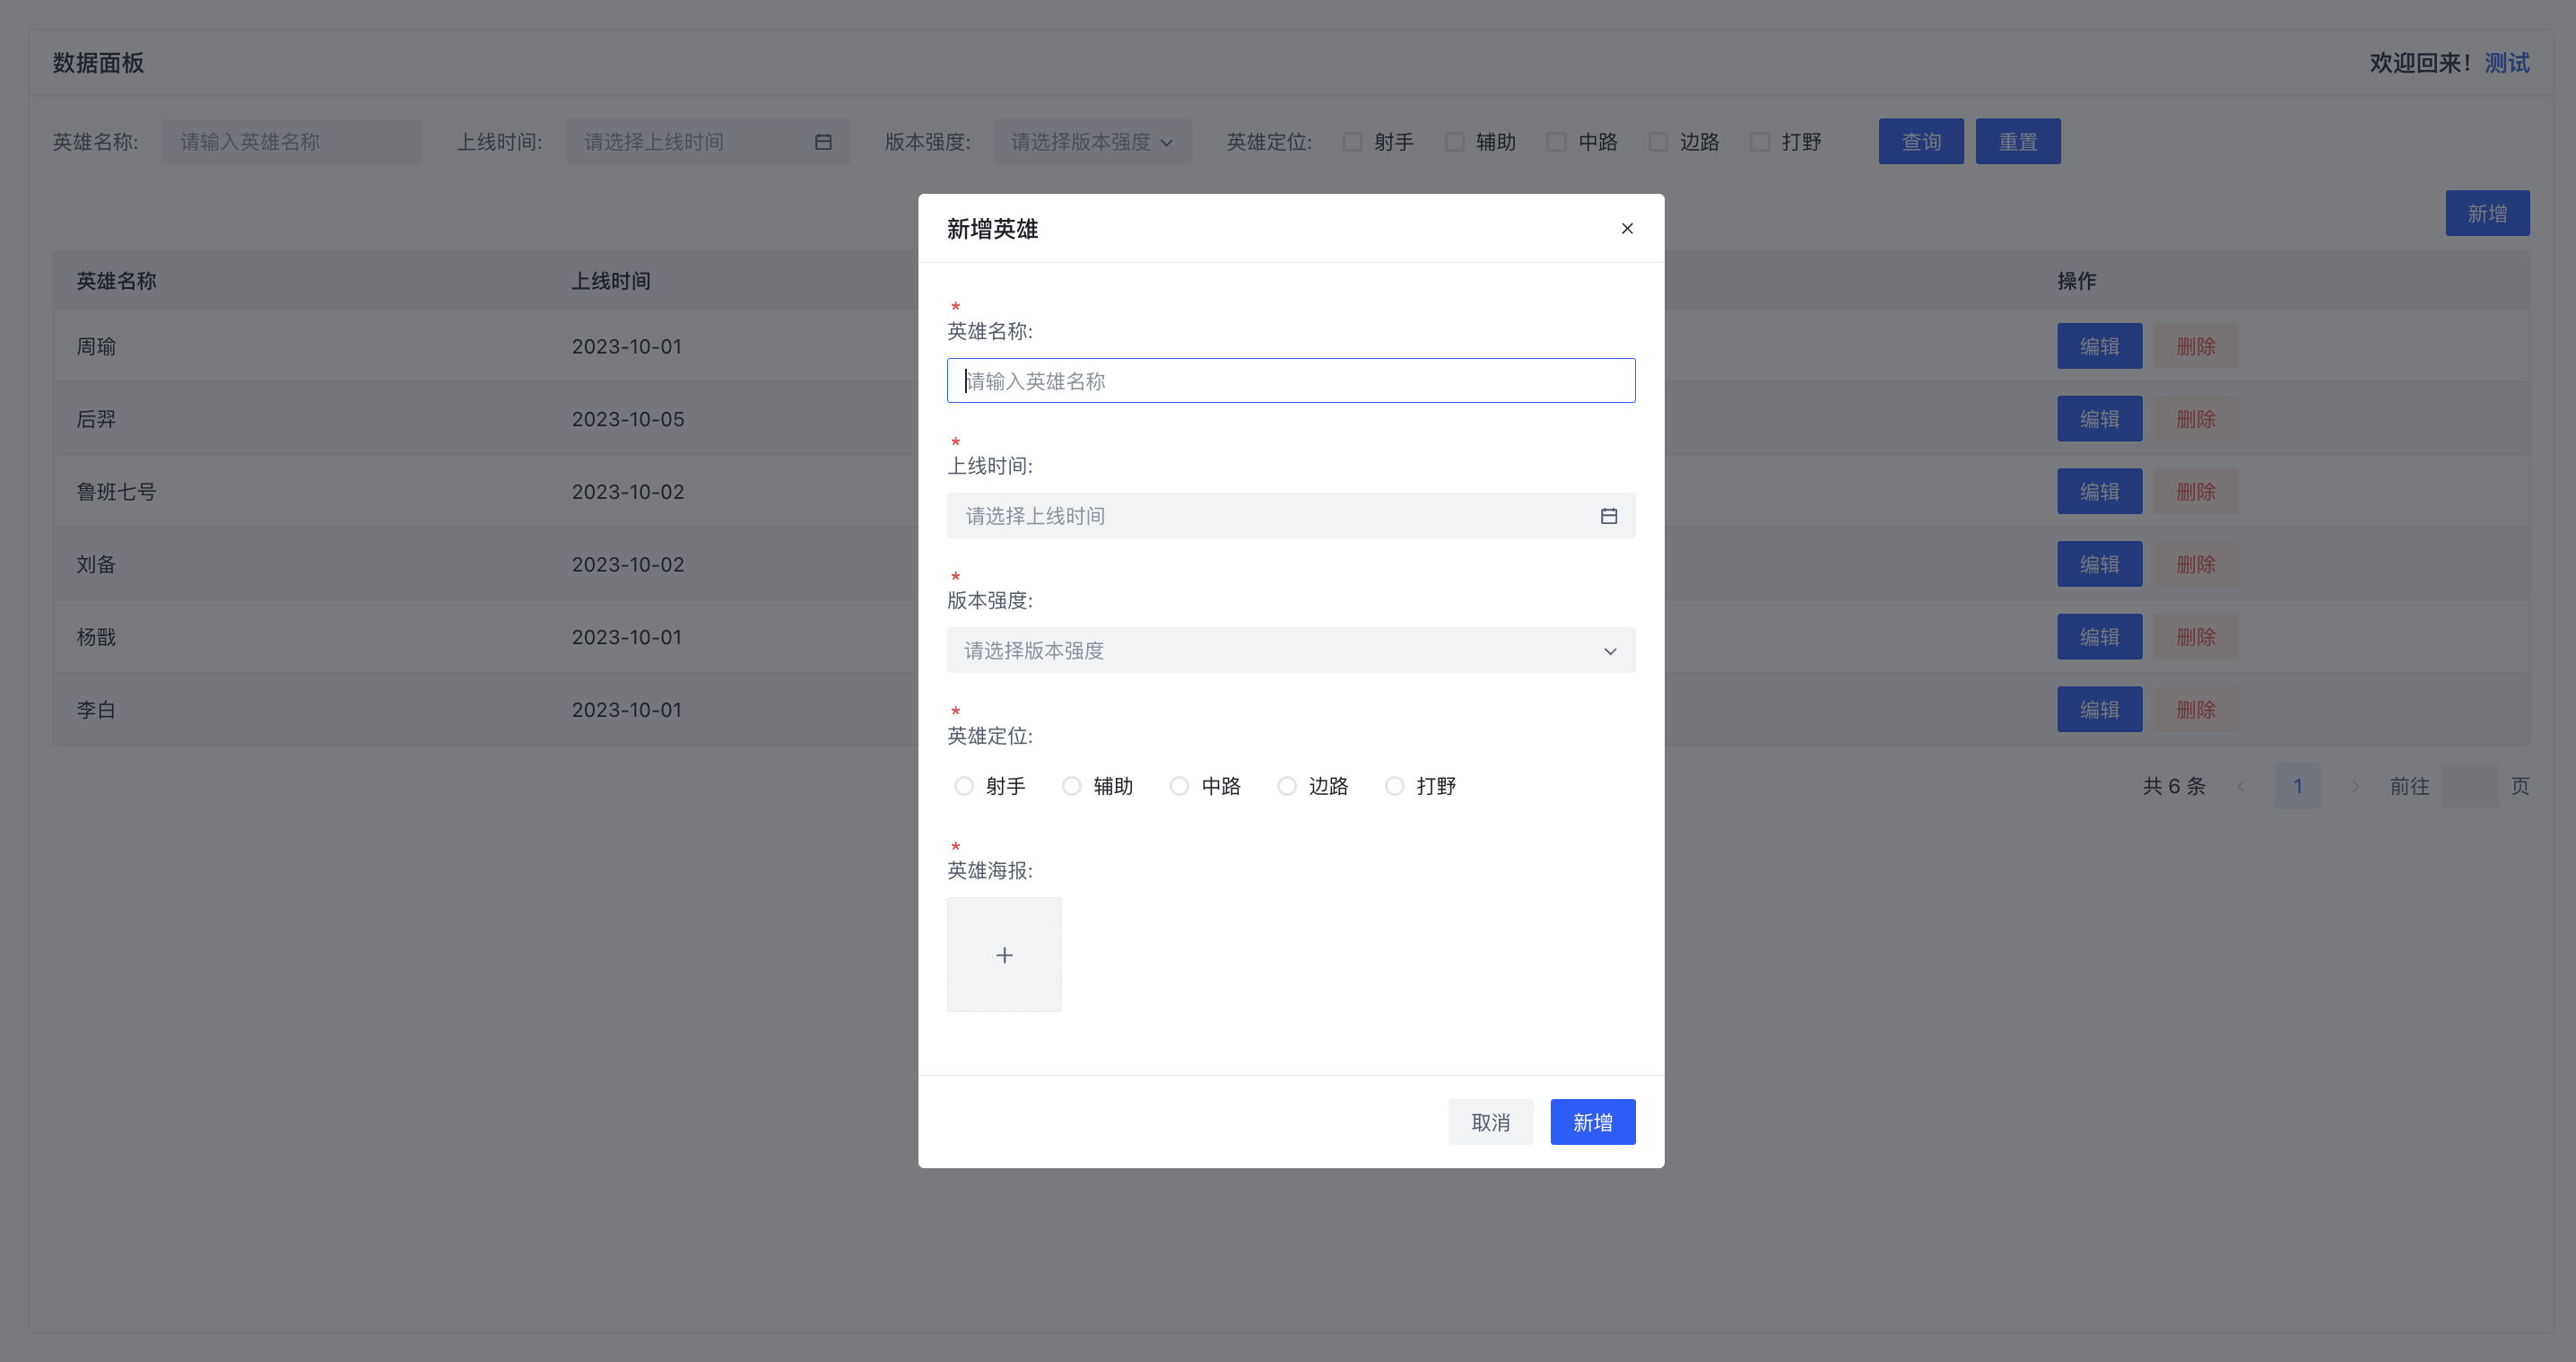 数据面板 欢迎回来！测试
英雄名称: 请输入英雄名称 上线时间: 请选择上线时间 版本强度: 请选择版本强度 英雄定位: 射手 辅助 中路 边路 打野 查询 重置
新增
英雄名称 上线时间 操作
周瑜 2023-10-01 编辑 删除
后羿 2023-10-05 编辑 删除
鲁班七号 2023-10-02 编辑 删除
刘备 2023-10-02 编辑 删除
杨戬 2023-10-01 编辑 删除
李白 2023-10-01 编辑 删除
共 6 条 1 前往 页
新增英雄
*
英雄名称:
请输入英雄名称
*
上线时间:
请选择上线时间
*
版本强度:
请选择版本强度
*
英雄定位:
射手 辅助 中路 边路 打野
*
英雄海报:
取消 新增